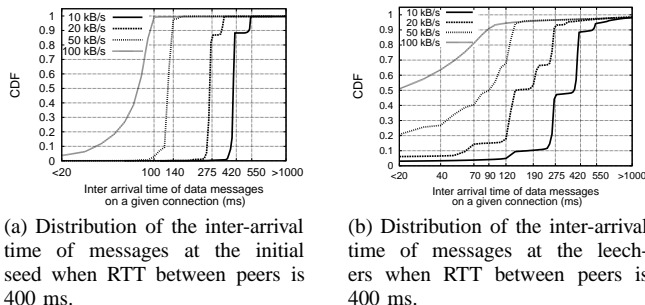 10 kB/s
20 kB/s
50 kB/s
100 kB/s
1
0.9
0.8
0.7
0.6
0.5
0.4
0.3
0.2
0.1
0
CDF
<20 100 140 275 420 550 >1000
Inter arrival time of data messages
on a given connection (ms)
(a) Distribution of the inter-arrival
time of messages at the initial
seed when RTT between peers is
400 ms.
10 kB/s
20 kB/s
50 kB/s
100 kB/s
1
0.9
0.8
0.7
0.6
0.5
0.4
0.3
0.2
0.1
0
CDF
<20 40 70 90 120 190 275 420 550 >1000
Inter arrival time of data messages
on a given connection (ms)
(b) Distribution of the inter-arrival
time of messages at the leech-
ers when RTT between peers is
400 ms.